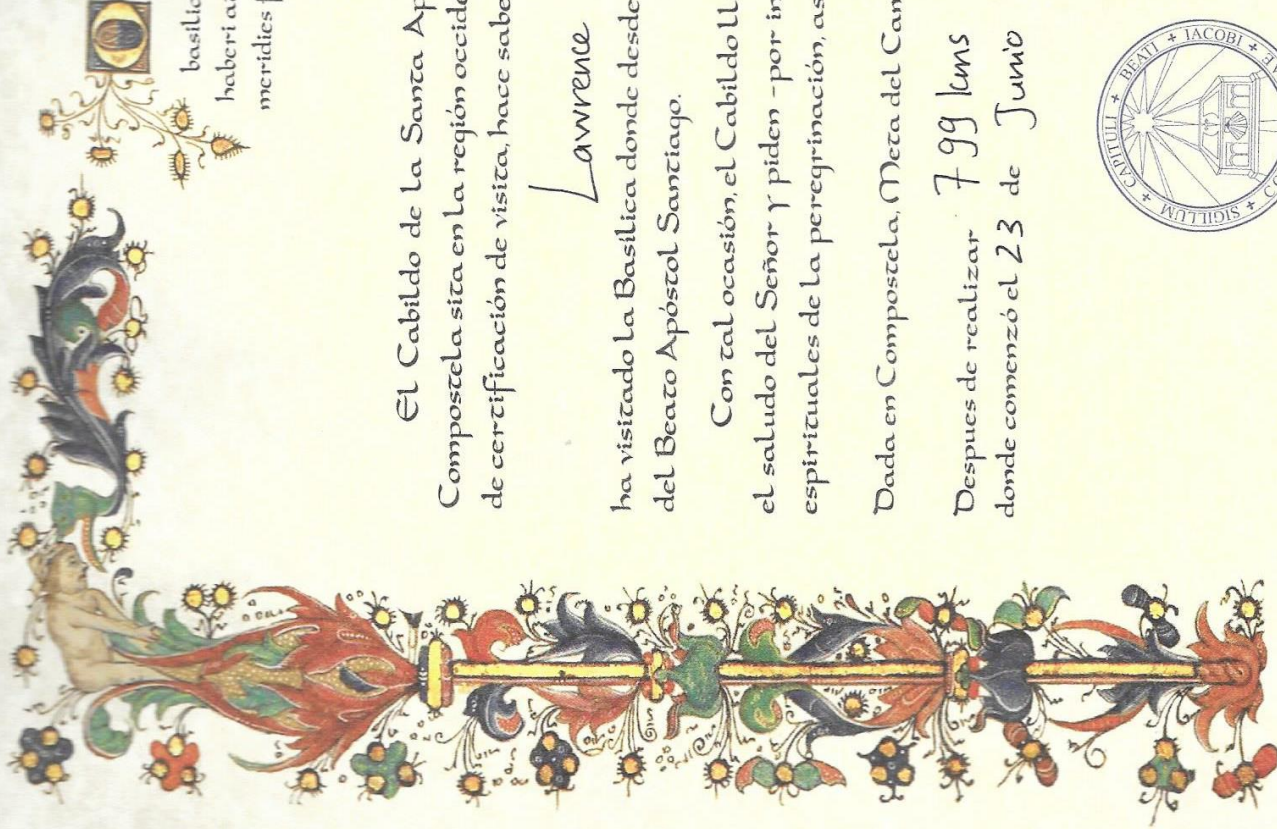 basilic
haberi ai
meridies
El Cabildo de la Santa Ap
Compostela sita en la región occide
de certificación de visita, hace sabe
Lawrence
ha visitado la Basílica donde desde
del Beato Apóstol Santiago.
Con tal ocasión, el Cabildo ll
el saludo del Señor y piden -por in
espirituales de la peregrinación, as
Dada en Compostela, Meta del Cam
Despues de realizar 799 kms
donde comenzó el 23 de Junio
SIGILLUM + CAPITULI + BEATI + IACOBI +